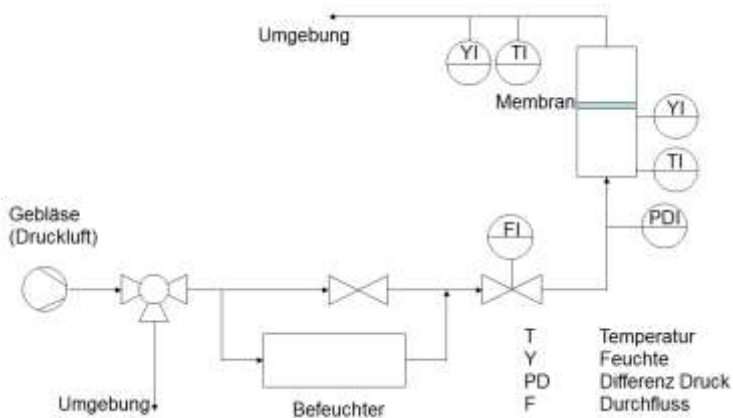 Umgebung
YI
TI
Membran
YI
TI
Gebläse
(Druckluft)
FI
PDI
T Temperatur
Y Feuchte
PD Differenz Druck
F Durchfluss
Umgebung
Befeuchter